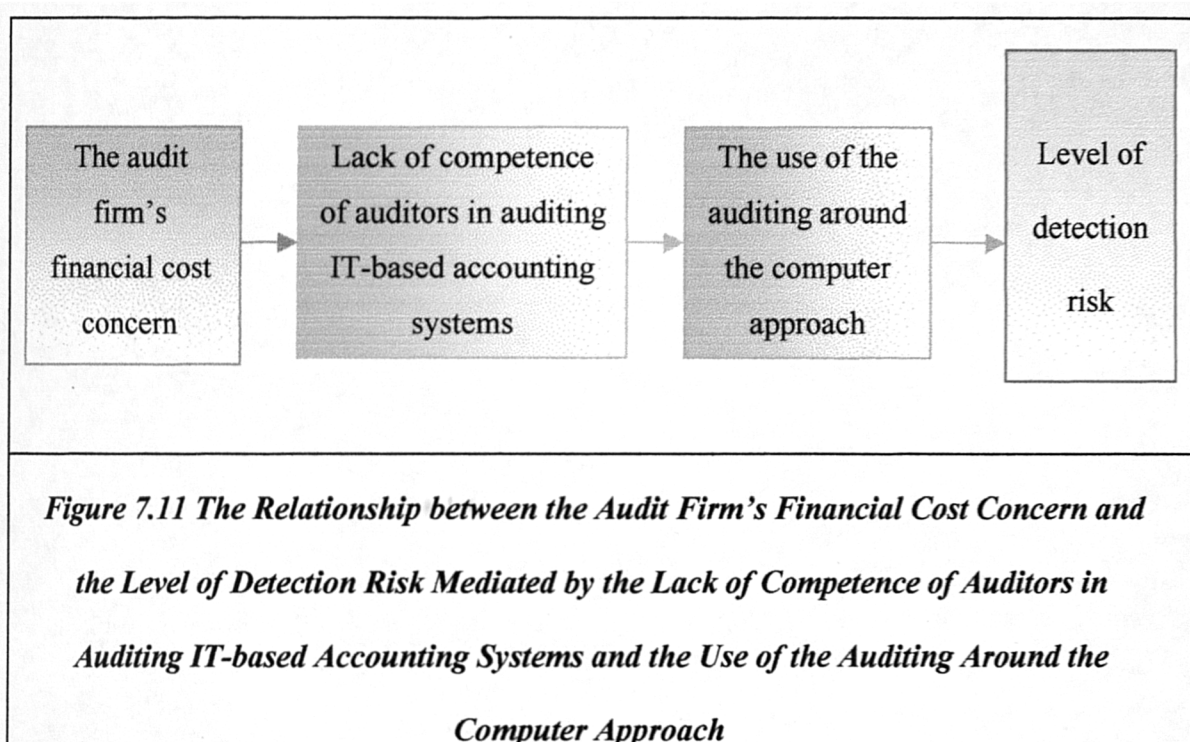 The audit
firm's
financial cost
concern
Lack of competence
of auditors in auditing
IT-based accounting
systems
The use of the
auditing around
the computer
approach
Level of
detection
risk
Figure 7.11 The Relationship between the Audit Firm's Financial Cost Concern and
the Level of Detection Risk Mediated by the Lack of Competence of Auditors in
Auditing IT-based Accounting Systems and the Use of the Auditing Around the
Computer Approach